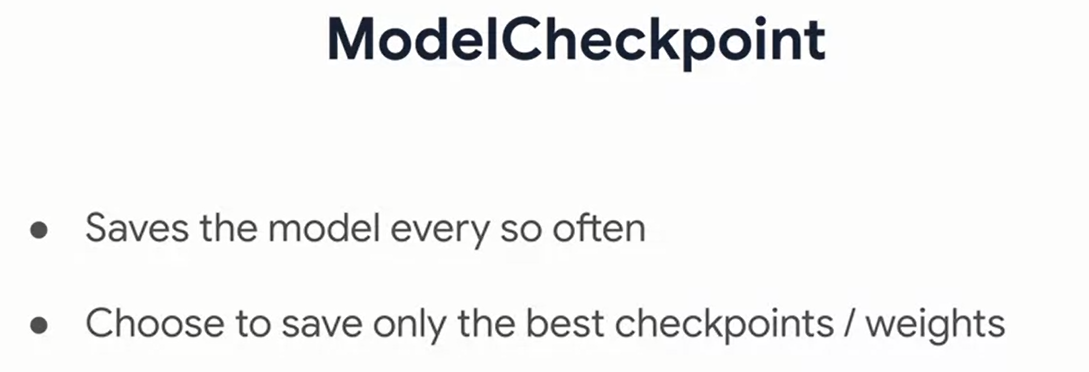 ModelCheckpoint
● Saves the model every so often
● Choose to save only the best checkpoints / weights